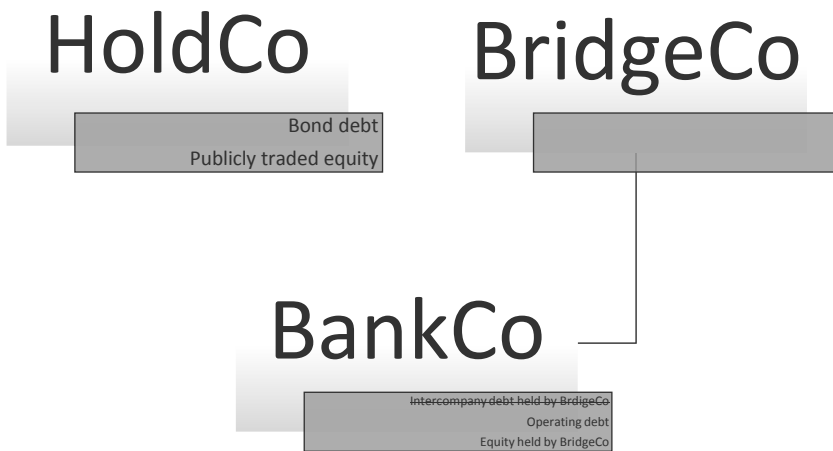 HoldCo
Bond debt
Publicly traded equity
BridgeCo
BankCo
Intercompany debt held by BrdigeCo
Operating debt
Equity held by BridgeCo